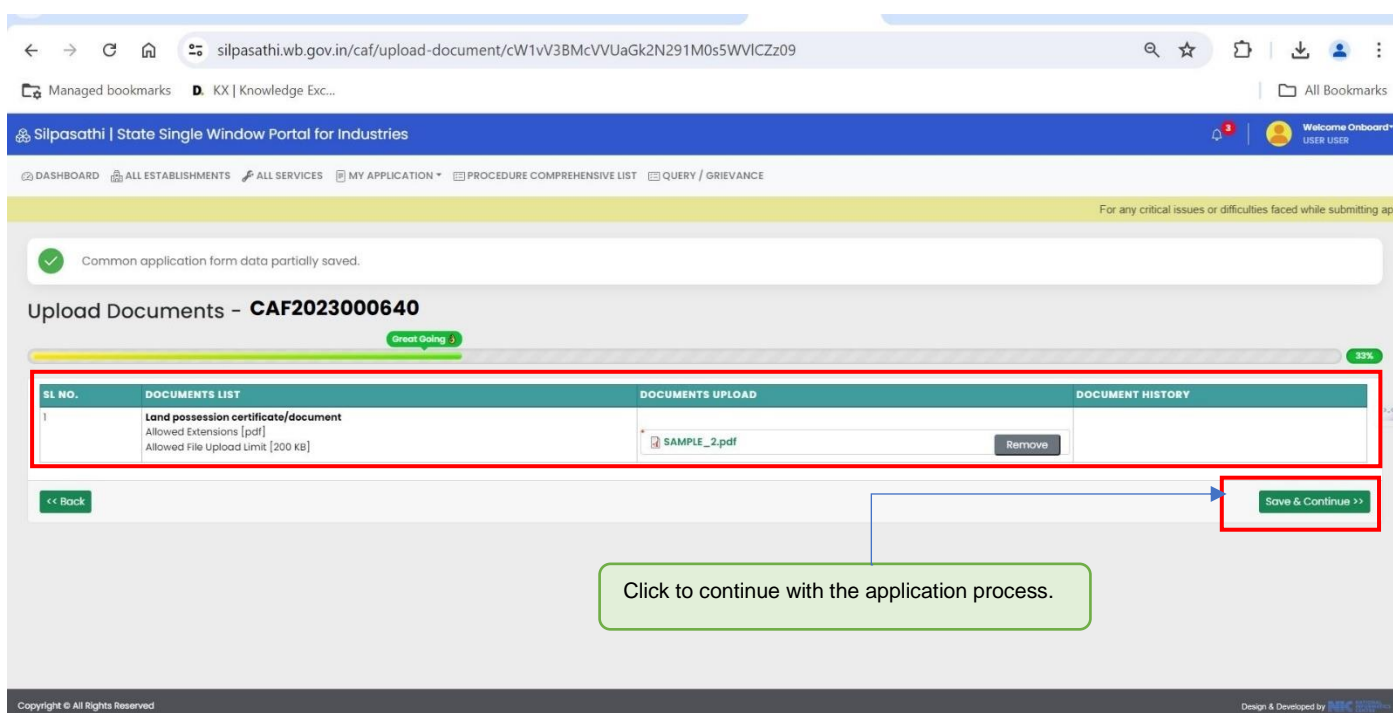 silpasathi.wb.gov.in/caf/upload-document/cW1vV3BMcVVUaGk2N291M0s5WVlCZz09
Managed bookmarks D. KX | Knowledge Exc... All Bookmarks
Silpasathi | State Single Window Portal for Industries 3 Welcome Onboard
USER USER
DASHBOARD ALL ESTABLISHMENTS ALL SERVICES MY APPLICATION PROCEDURE COMPREHENSIVE LIST QUERY / GRIEVANCE
For any critical issues or difficulties faced while submitting ap
Common application form data partially saved.
Upload Documents - CAF2023000640
Great Going
33%
SL NO. DOCUMENTS LIST DOCUMENTS UPLOAD DOCUMENT HISTORY
1 Land possession certificate/document
Allowed Extensions [pdf]
Allowed File Upload Limit [200 KB]
* SAMPLE_2.pdf Remove
<< Back Save & Continue >>
Click to continue with the application process.
Copyright © All Rights Reserved Design & Developed by NIC